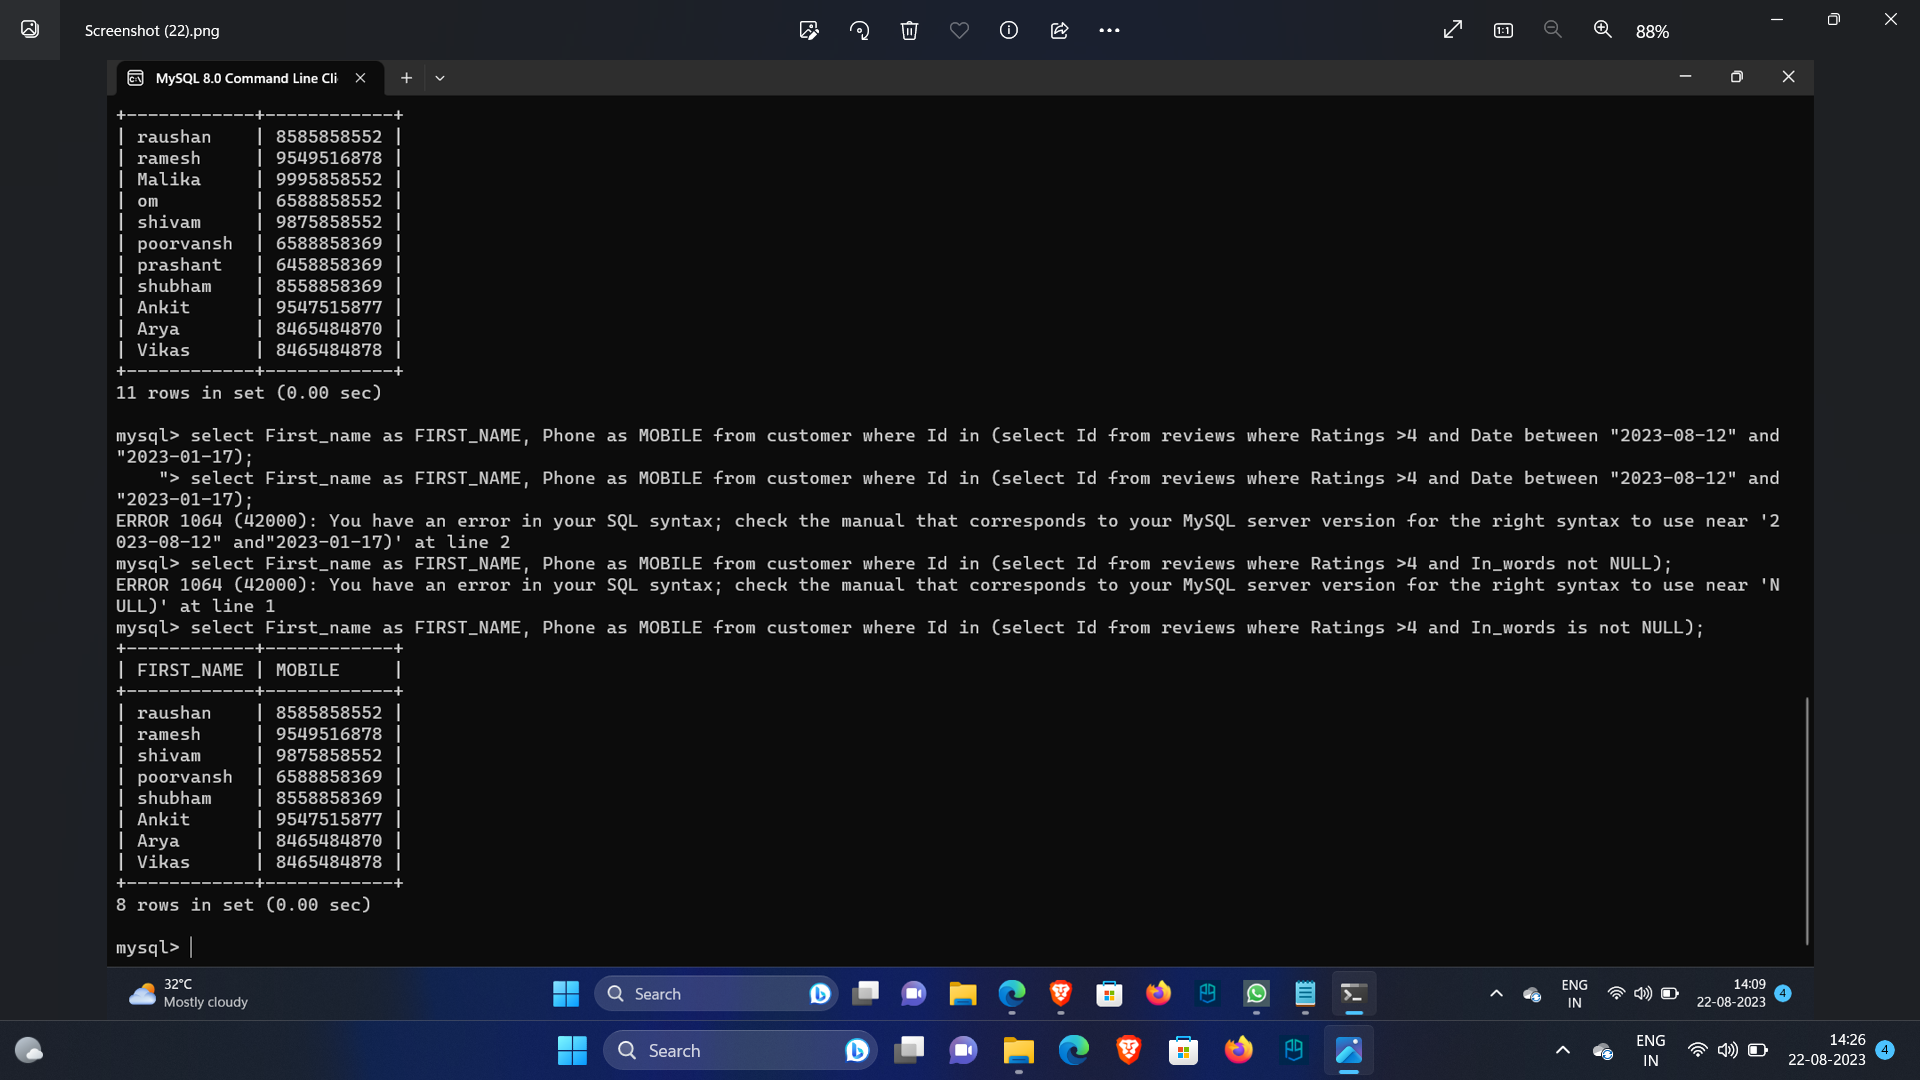 Screenshot (22).png
88%
MySQL 8.0 Command Line Cli
+------------+------------+
| raushan    | 8585858552 |
| ramesh     | 9549516878 |
| Malika     | 9995858552 |
| om         | 6588858552 |
| shivam     | 9875858552 |
| poorvansh  | 6588858369 |
| prashant   | 6458858369 |
| shubham    | 8558858369 |
| Ankit      | 9547515877 |
| Arya       | 8465484870 |
| Vikas      | 8465484878 |
+------------+------------+
11 rows in set (0.00 sec)
mysql> select First_name as FIRST_NAME, Phone as MOBILE from customer where Id in (select Id from reviews where Ratings >4 and Date between "2023-08-12" and
"2023-01-17);
    "> select First_name as FIRST_NAME, Phone as MOBILE from customer where Id in (select Id from reviews where Ratings >4 and Date between "2023-08-12" and
"2023-01-17);
ERROR 1064 (42000): You have an error in your SQL syntax; check the manual that corresponds to your MySQL server version for the right syntax to use near '2
023-08-12" and"2023-01-17)' at line 2
mysql> select First_name as FIRST_NAME, Phone as MOBILE from customer where Id in (select Id from reviews where Ratings >4 and In_words not NULL);
ERROR 1064 (42000): You have an error in your SQL syntax; check the manual that corresponds to your MySQL server version for the right syntax to use near 'N
ULL)' at line 1
mysql> select First_name as FIRST_NAME, Phone as MOBILE from customer where Id in (select Id from reviews where Ratings >4 and In_words is not NULL);
+------------+------------+
| FIRST_NAME | MOBILE     |
+------------+------------+
| raushan    | 8585858552 |
| ramesh     | 9549516878 |
| shivam     | 9875858552 |
| poorvansh  | 6588858369 |
| shubham    | 8558858369 |
| Ankit      | 9547515877 |
| Arya       | 8465484870 |
| Vikas      | 8465484878 |
+------------+------------+
8 rows in set (0.00 sec)
mysql>
32°C
Mostly cloudy
Search
ENG
IN
14:09
22-08-2023
4
Search
ENG
IN
14:26
22-08-2023
4